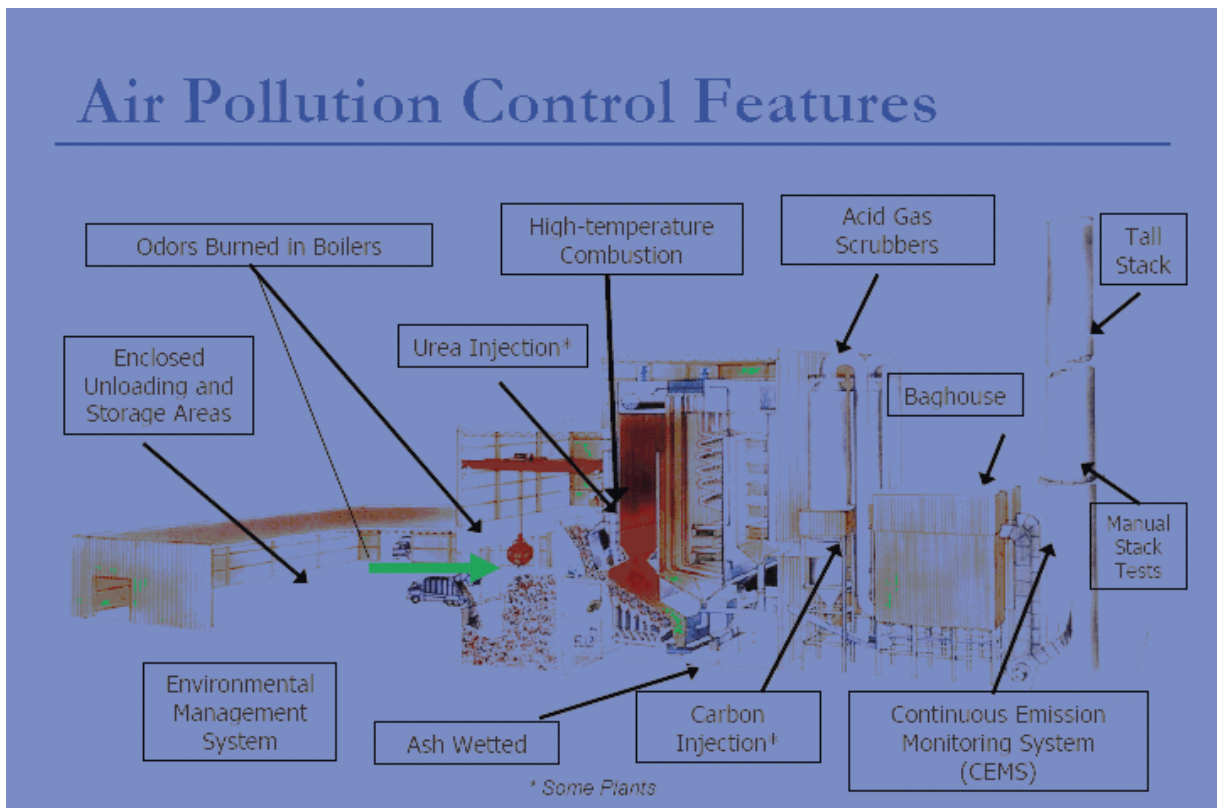 Air Pollution Control Features
Odors Burned in Boilers
High-temperature
Combustion
Acid Gas
Scrubbers
Tall
Stack
Enclosed
Unloading and
Storage Areas
Urea Injection*
Baghouse
Manual
Stack
Tests
Environmental
Management
System
Ash Wetted
Carbon
Injection*
Continuous Emission
Monitoring System
(CEMS)
* Some Plants